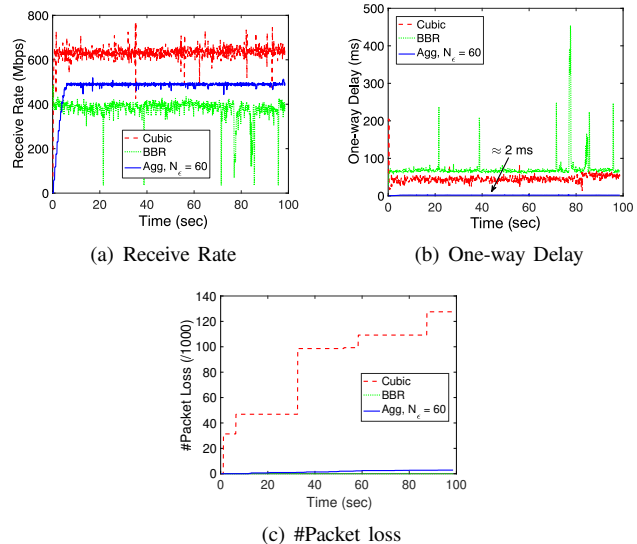 Receive Rate (Mbps)
800
600
400
200
0
Cubic
BBR
Agg, N_ϵ = 60
0 20 40 60 80 100
Time (sec)
(a) Receive Rate
One-way Delay (ms)
500
400
300
200
100
0
Cubic
BBR
Agg, N_ϵ = 60
≈ 2 ms
0 20 40 60 80 100
Time (sec)
(b) One-way Delay
#Packet Loss (/1000)
140
120
100
80
60
40
20
0
Cubic
BBR
Agg, N_ϵ = 60
0 20 40 60 80 100
Time (sec)
(c) #Packet loss